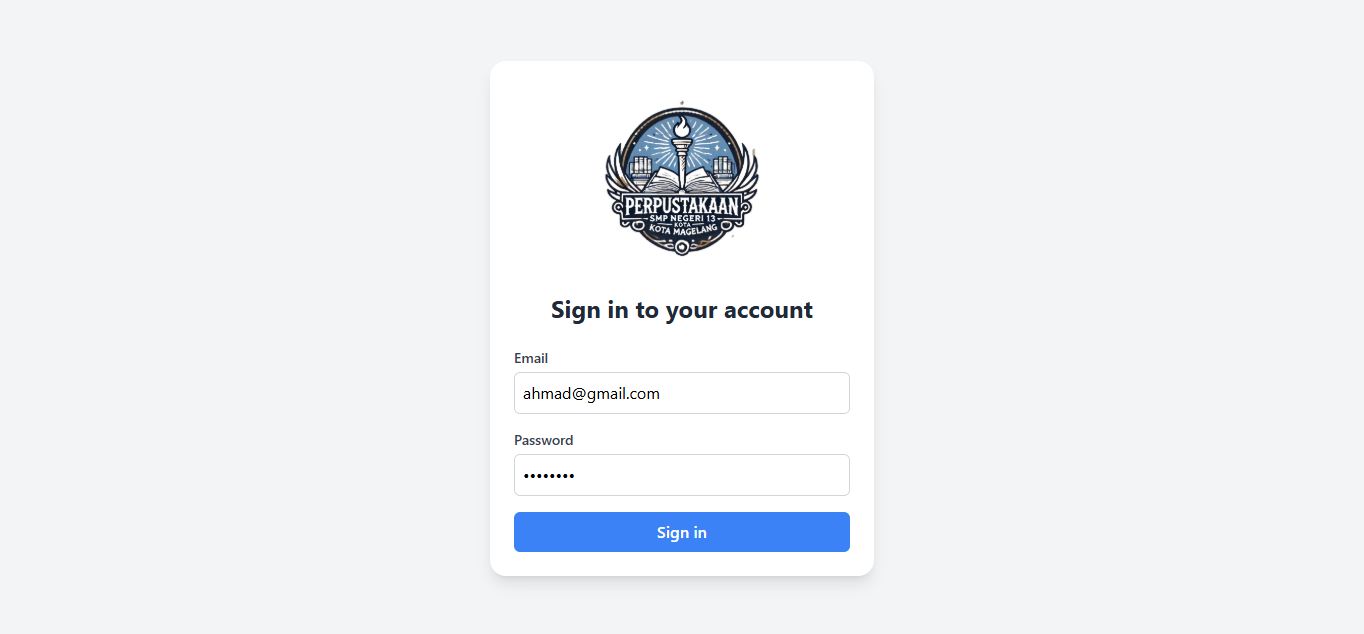 PERPUSTAKAAN
SMP NEGERI 13
KOTA
KOTA MAGELANG
Sign in to your account
Email
ahmad@gmail.com
Password
••••••••
Sign in